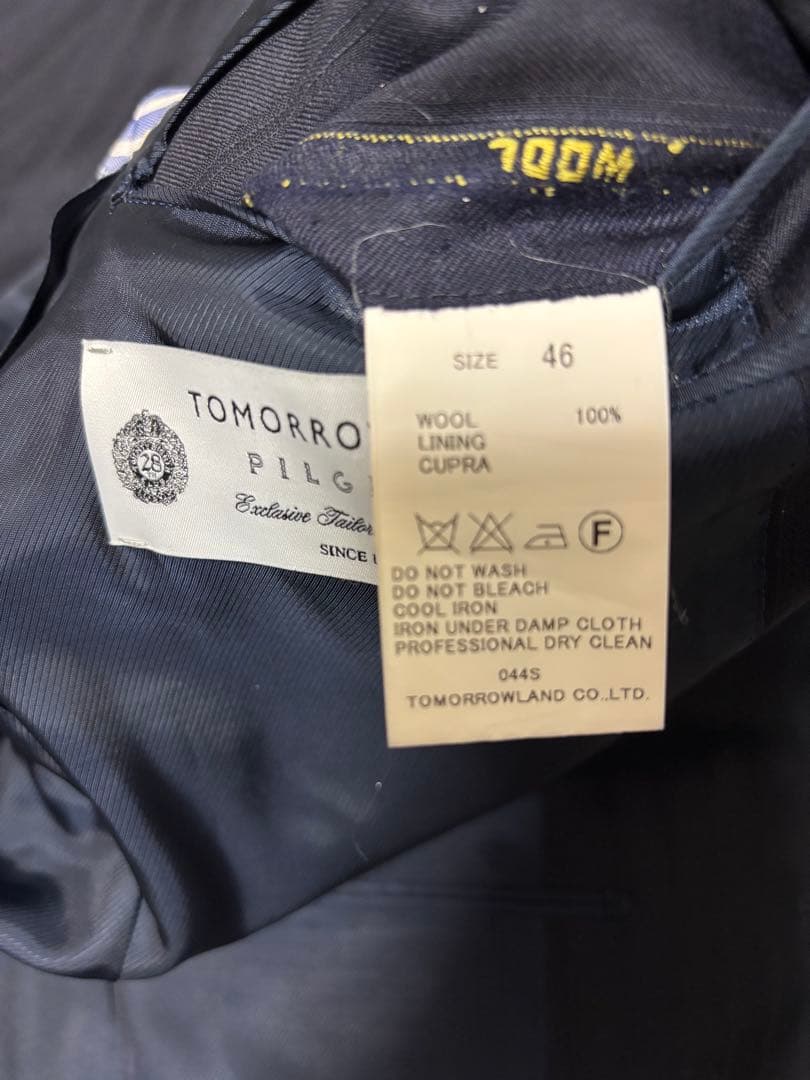 WOOL
TOMORRO
PILG
28
Exclusive Tailor
SINCE
SIZE 46
WOOL 100%
LINING
CUPRA
F
DO NOT WASH
DO NOT BLEACH
COOL IRON
IRON UNDER DAMP CLOTH
PROFESSIONAL DRY CLEAN
044S
TOMORROWLAND CO.,LTD.